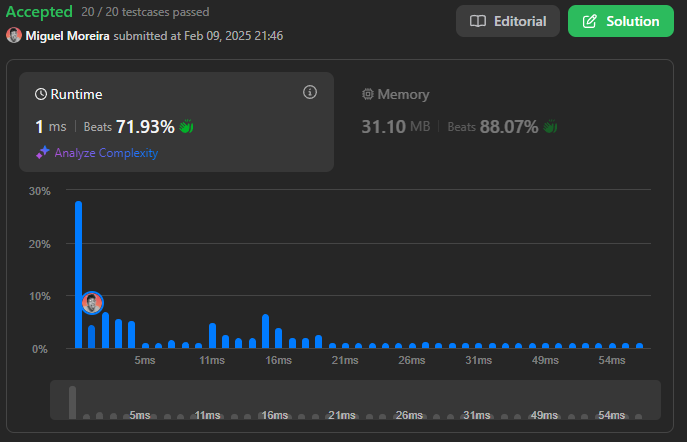 Accepted 20 / 20 testcases passed
Miguel Moreira submitted at Feb 09, 2025 21:46
Editorial
Solution
Runtime
1 ms Beats 71.93%
Analyze Complexity
Memory
31.10 MB Beats 88.07%
30%
20%
10%
0%
5ms 11ms 16ms 21ms 26ms 31ms 49ms 54ms
5ms 11ms 16ms 21ms 26ms 31ms 49ms 54ms